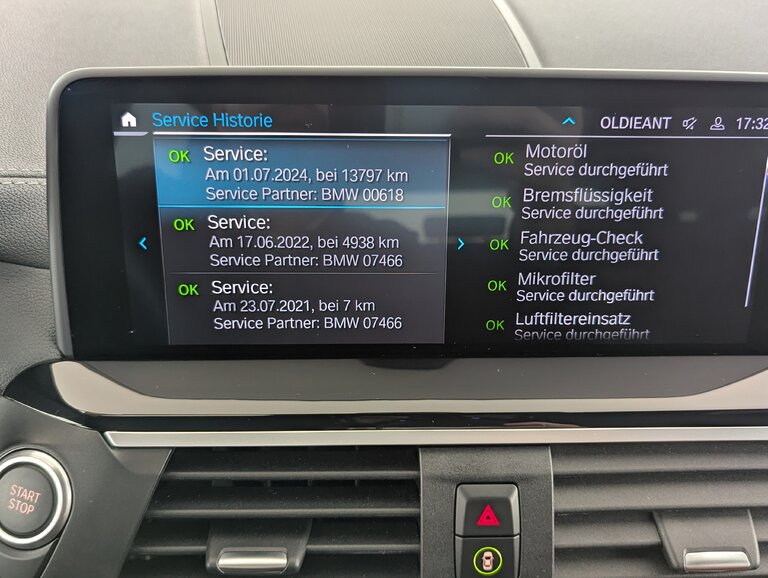 Service Historie
OLDIEANT
17:32
OK Service:
Am 01.07.2024, bei 13797 km
Service Partner: BMW 00618
OK Service:
Am 17.06.2022, bei 4938 km
Service Partner: BMW 07466
OK Service:
Am 23.07.2021, bei 7 km
Service Partner: BMW 07466
OK Motoröl
Service durchgeführt
OK Bremsflüssigkeit
Service durchgeführt
OK Fahrzeug-Check
Service durchgeführt
OK Mikrofilter
Service durchgeführt
OK Luftfiltereinsatz
Service durchgeführt
START
STOP